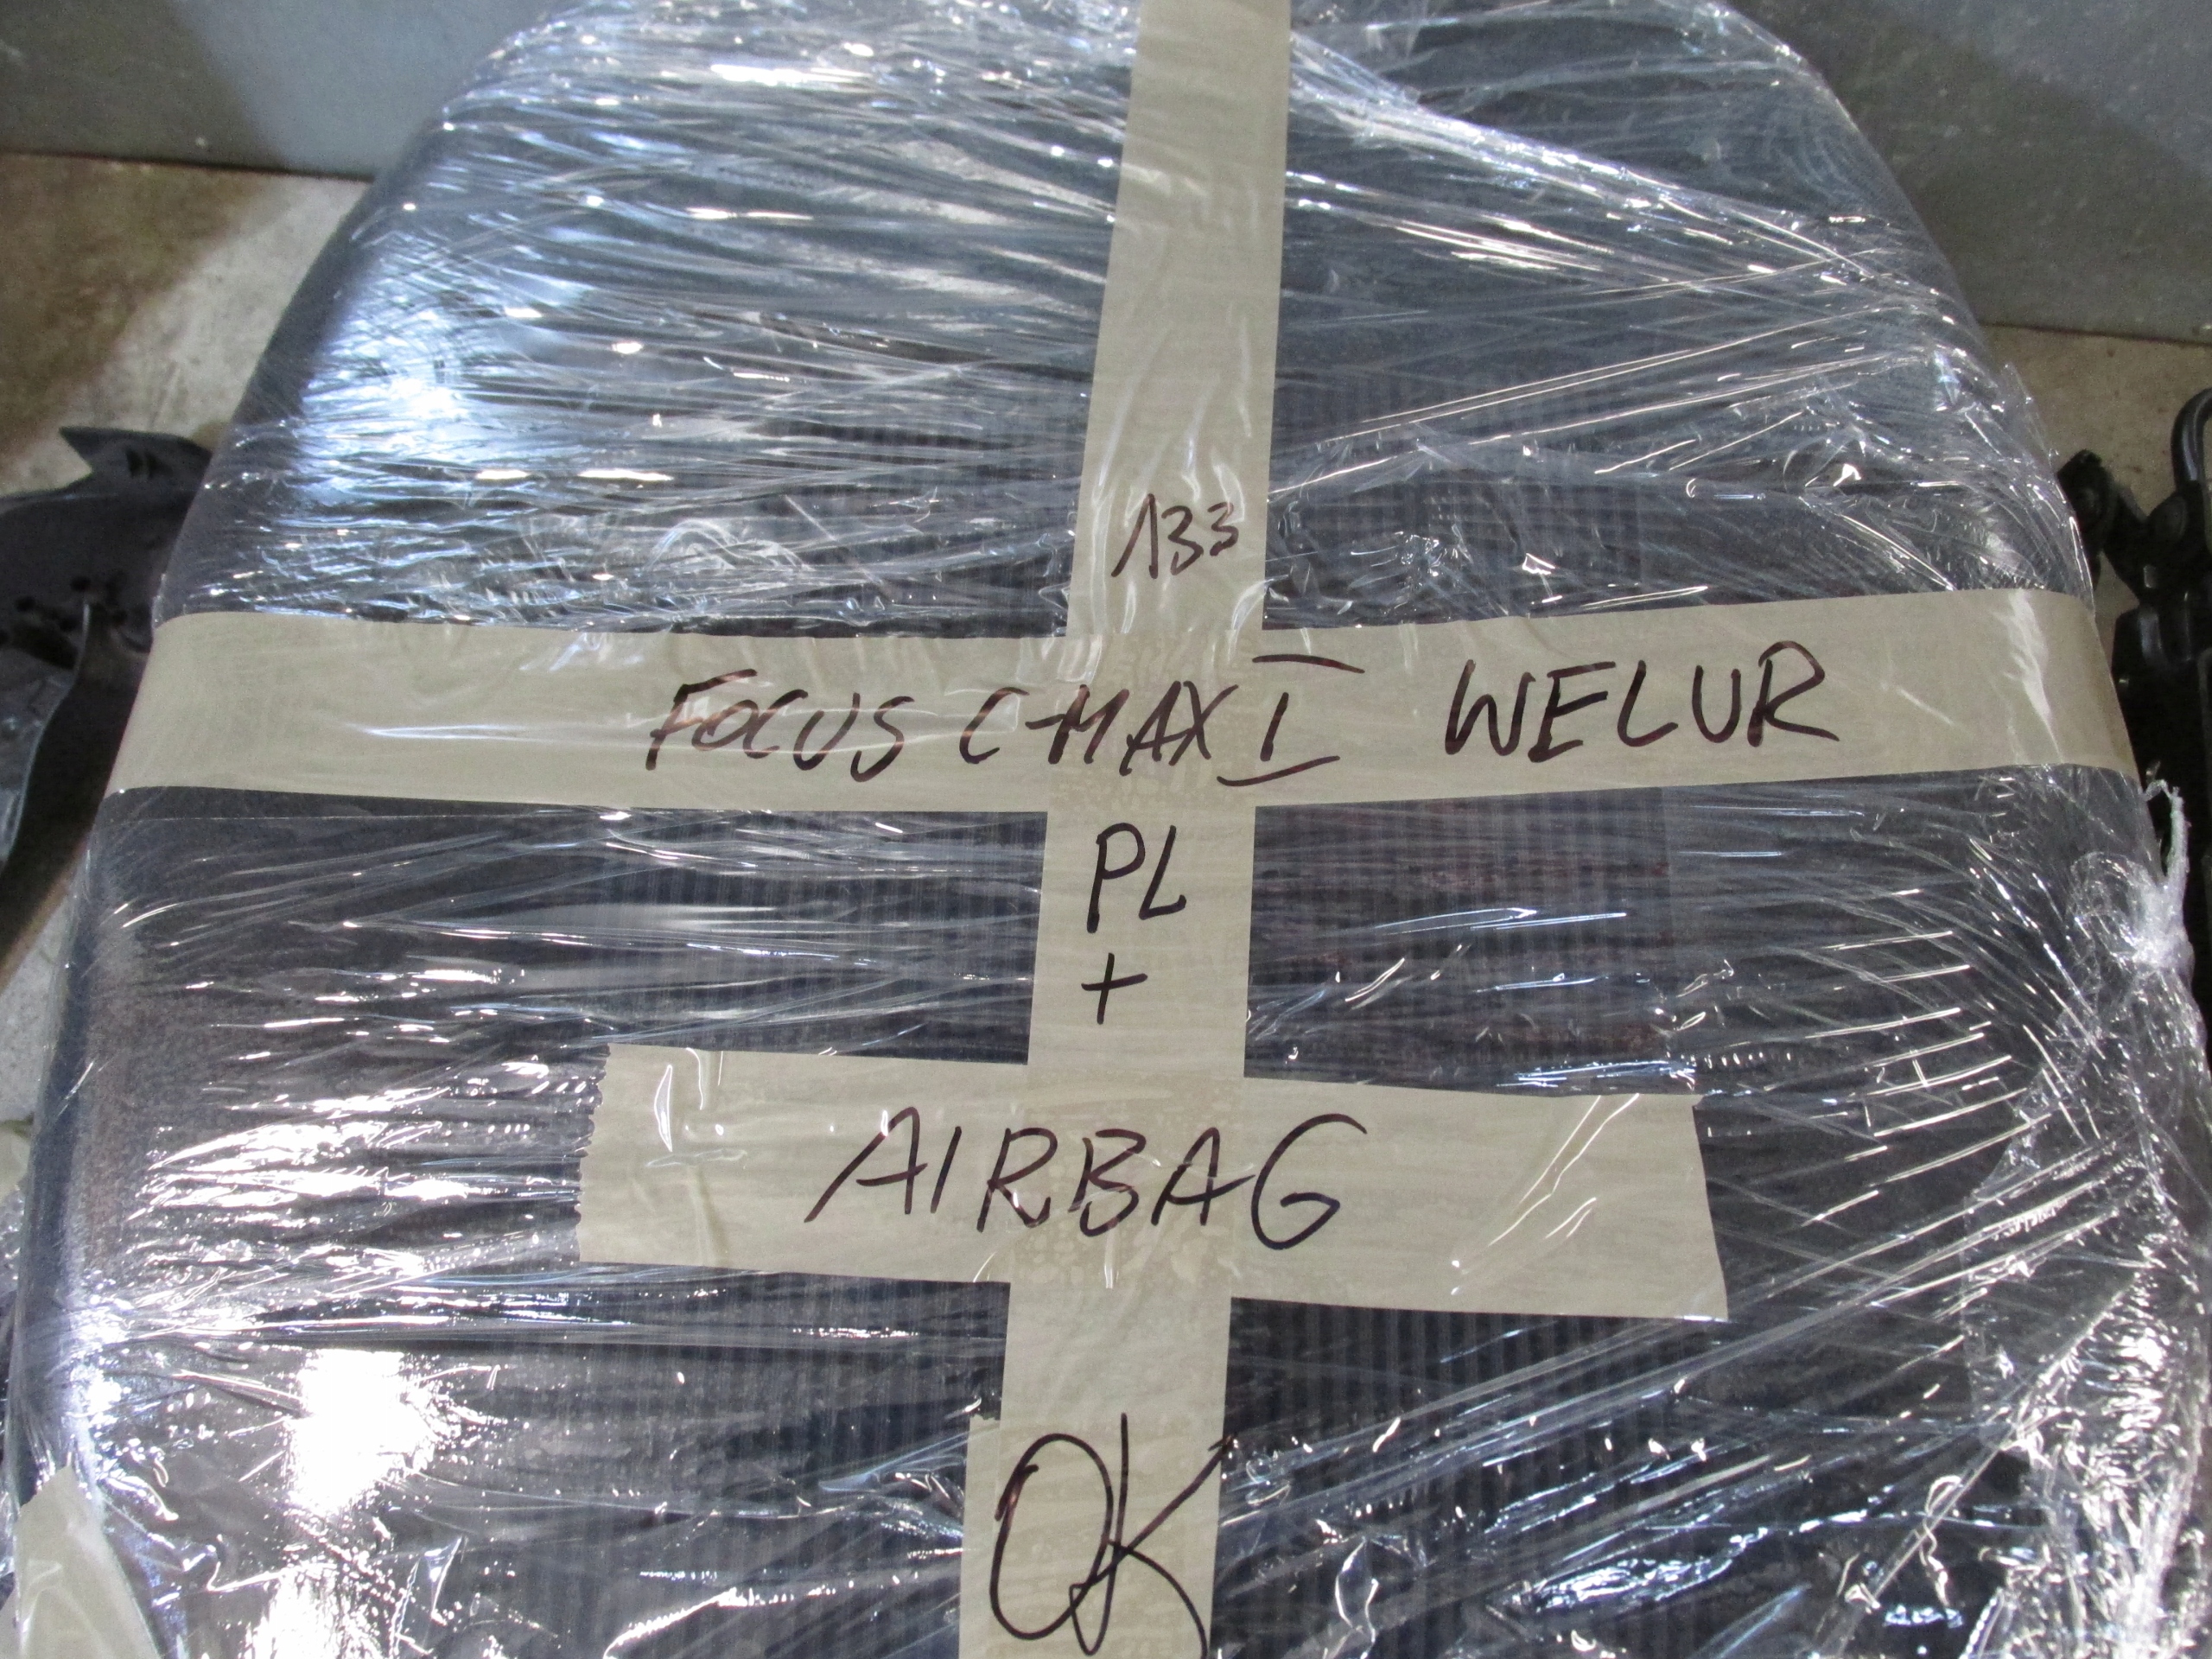 133
FOCUS C-MAX I WELUR
PL
+
AIRBAG
OK